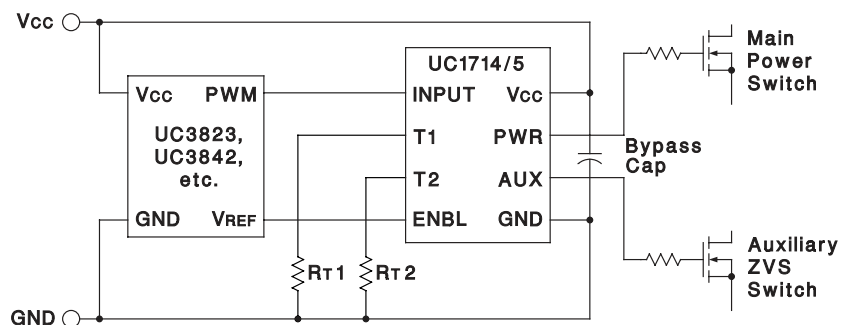 Vcc
UC1714/5
Main
Power
Switch
Vcc PWM
INPUT Vcc
UC3823,
UC3842,
etc.
T1 PWR
Bypass
Cap
T2 AUX
GND VREF
ENBL GND
Auxiliary
ZVS
Switch
RT1 RT2
GND